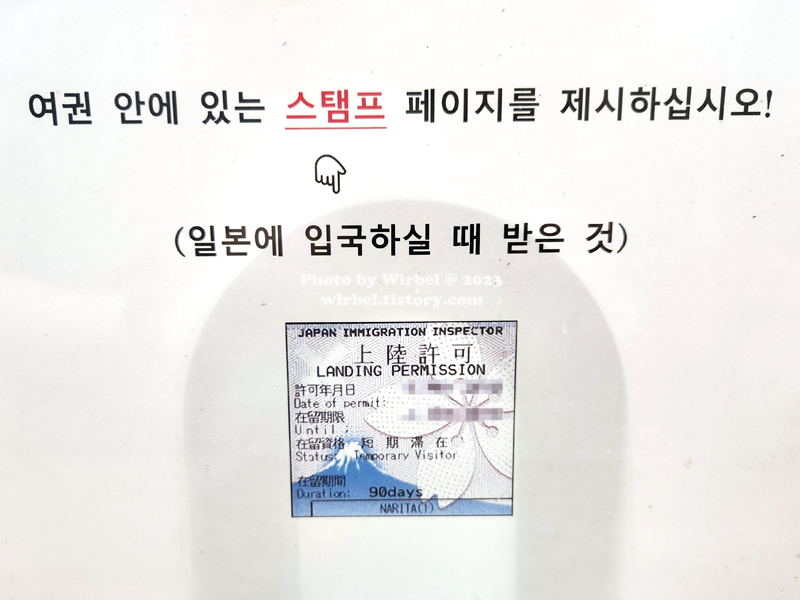 여권 안에 있는 스탬프 페이지를 제시하십시오!
(일본에 입국하실 때 받은 것)
Photo by Wirbel @ 2023
wirbel.tistory.com
JAPAN IMMIGRATION INSPECTOR
上陸許可
LANDING PERMISSION
許可年月日
Date of permit:
在留期限
Until :
在留資格 短期滞在
Status: Temporary Visitor
在留期間
Duration: 90days
NARITA(1)